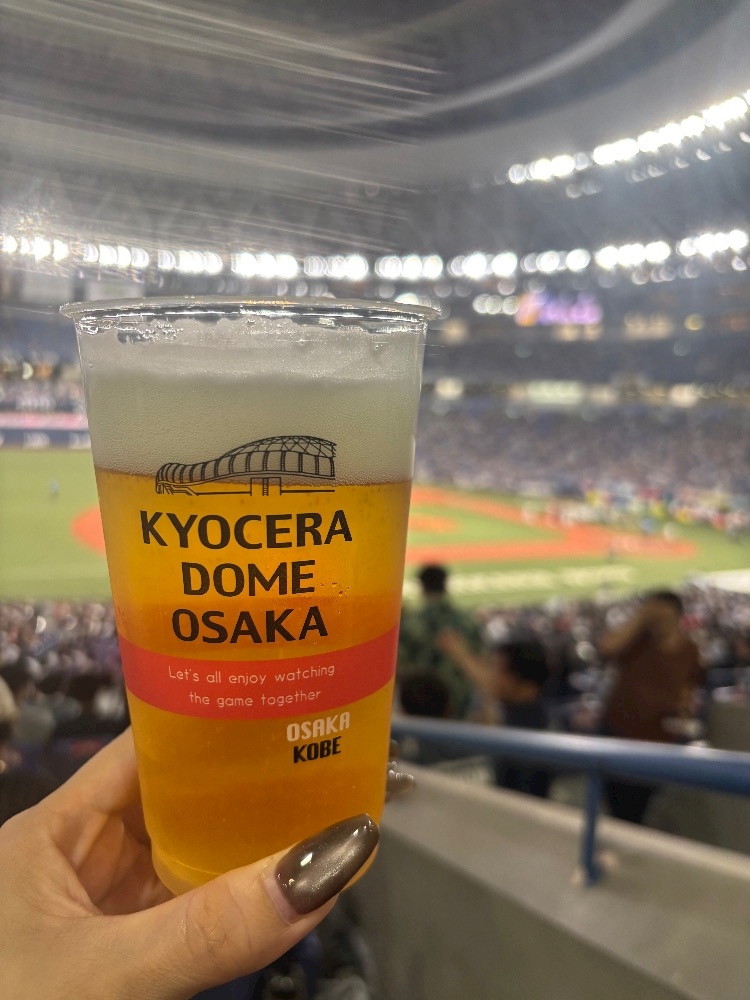 KYOCERA
DOME
OSAKA
Let's all enjoy watching
the game together
OSAKA
KOBE